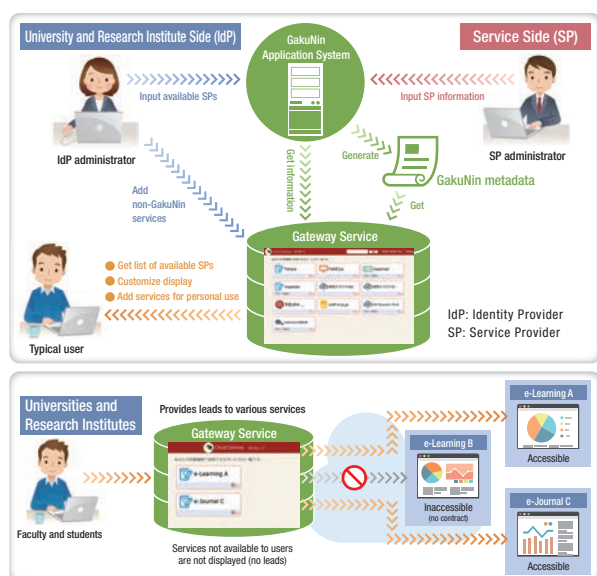 University and Research Institute Side (IdP)
GakuNin
Application System
Service Side (SP)
Input available SPs
Input SP information
IdP administrator
SP administrator
Get information
Generate
GakuNin metadata
Get
Add
non-GakuNin
services
Gateway Service
Get list of available SPs
Customize display
Add services for personal use
Typical user
IdP: Identity Provider
SP: Service Provider
Universities and
Research Institutes
Provides leads to various services
Gateway Service
e-Learning A
e-Journal C
Faculty and students
Services not available to users
are not displayed (no leads)
e-Learning B
Inaccessible
(no contract)
e-Learning A
Accessible
e-Journal C
Accessible